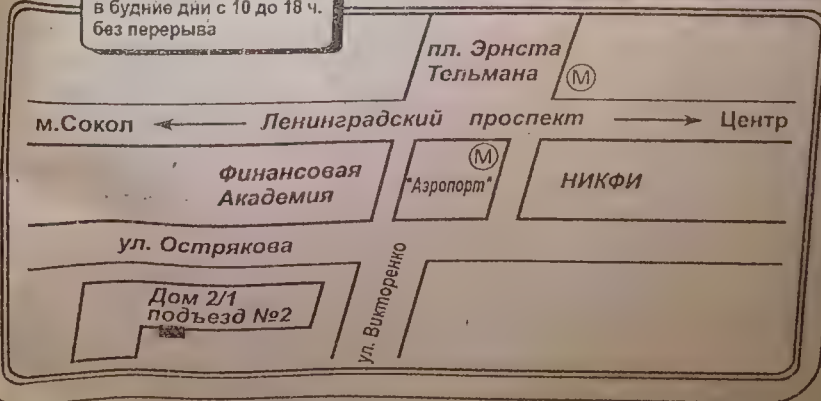 в будние дни с 10 до 18 ч.
без перерыва
пл. Эрнста
Тельмана
М
м.Сокол
Ленинградский проспект
Центр
Финансовая
Академия
М
"Аэропорт"
НИКФИ
ул. Острякова
ул. Викторенко
Дом 2/1
подъезд №2